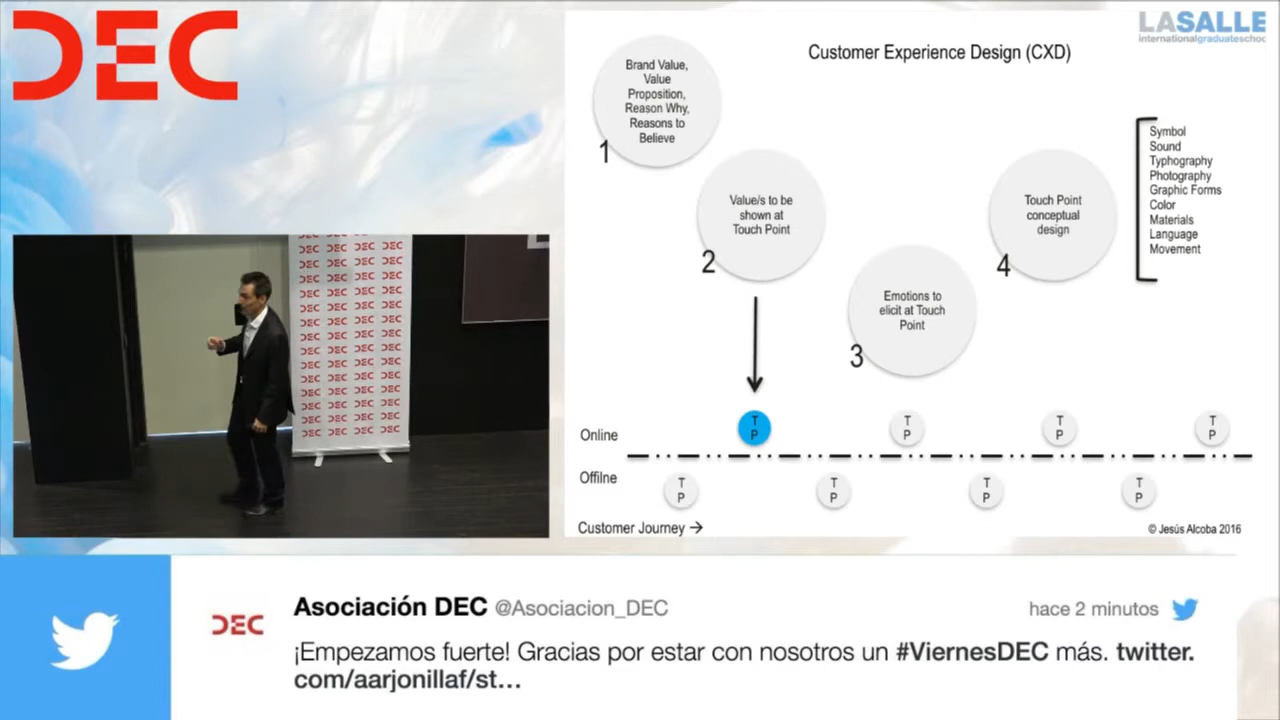 DEC
LASALLE
internationalgraduateschoo
Customer Experience Design (CXD)
Brand Value,
Value
Proposition,
Reason Why,
Reasons to
Believe
1
Value/s to be
shown at
Touch Point
2
Emotions to
elicit at Touch
Point
3
Touch Point
conceptual
design
4
Symbol
Sound
Typhography
Photography
Graphic Forms
Color
Materials
Language
Movement
Online
T
P
T
P
T
P
T
P
Offilne
T
P
T
P
T
P
T
P
Customer Journey →
© Jesús Alcoba 2016
DEC
Asociación DEC @Asociacion_DEC
hace 2 minutos
¡Empezamos fuerte! Gracias por estar con nosotros un #ViernesDEC más. twitter.
com/aarjonillaf/st...